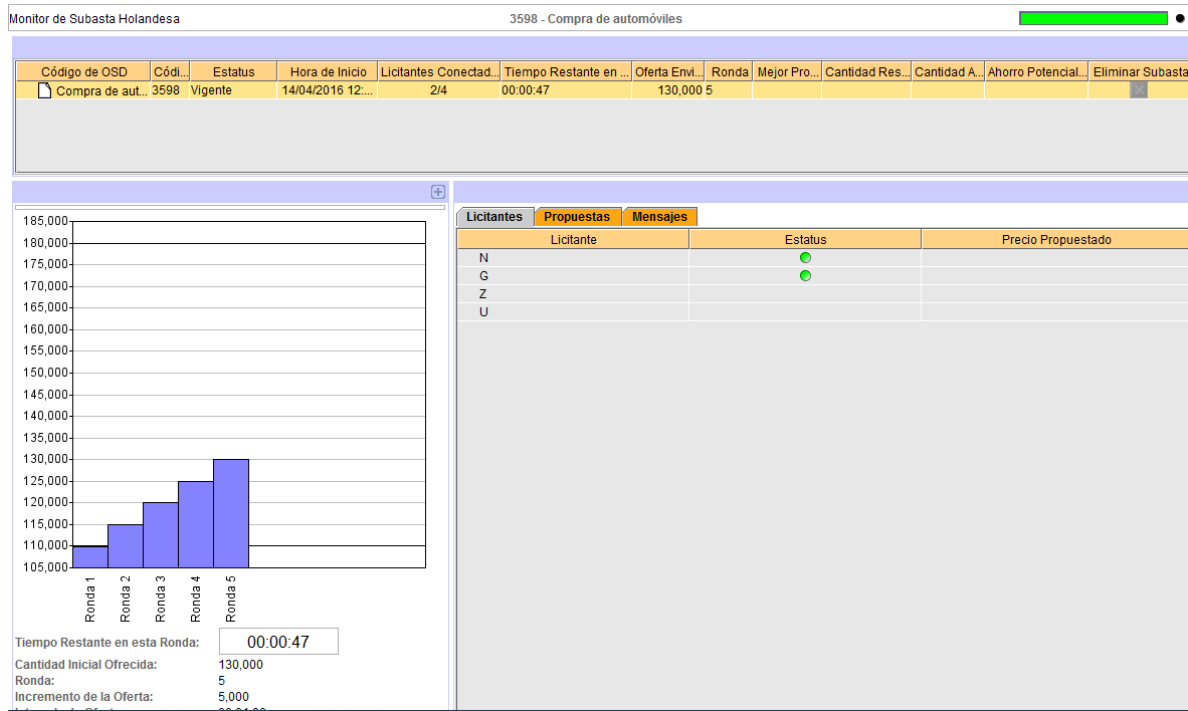 Monitor de Subasta Holandesa 3598 - Compra de automóviles
Código de OSD Códi... Estatus Hora de Inicio Licitantes Conectad... Tiempo Restante en ... Oferta Envi... Ronda Mejor Pro... Cantidad Res... Cantidad A... Ahorro Potencial... Eliminar Subasta
Compra de aut... 3598 Vigente 14/04/2016 12:... 2/4 00:00:47 130,000 5
185,000
180,000
175,000
170,000
165,000
160,000
155,000
150,000
145,000
140,000
135,000
130,000
125,000
120,000
115,000
110,000
105,000
Ronda 1
Ronda 2
Ronda 3
Ronda 4
Ronda 5
Tiempo Restante en esta Ronda: 00:00:47
Cantidad Inicial Ofrecida: 130,000
Ronda: 5
Incremento de la Oferta: 5,000
Licitantes Propuestas Mensajes
Licitante Estatus Precio Propuestado
N
G
Z
U